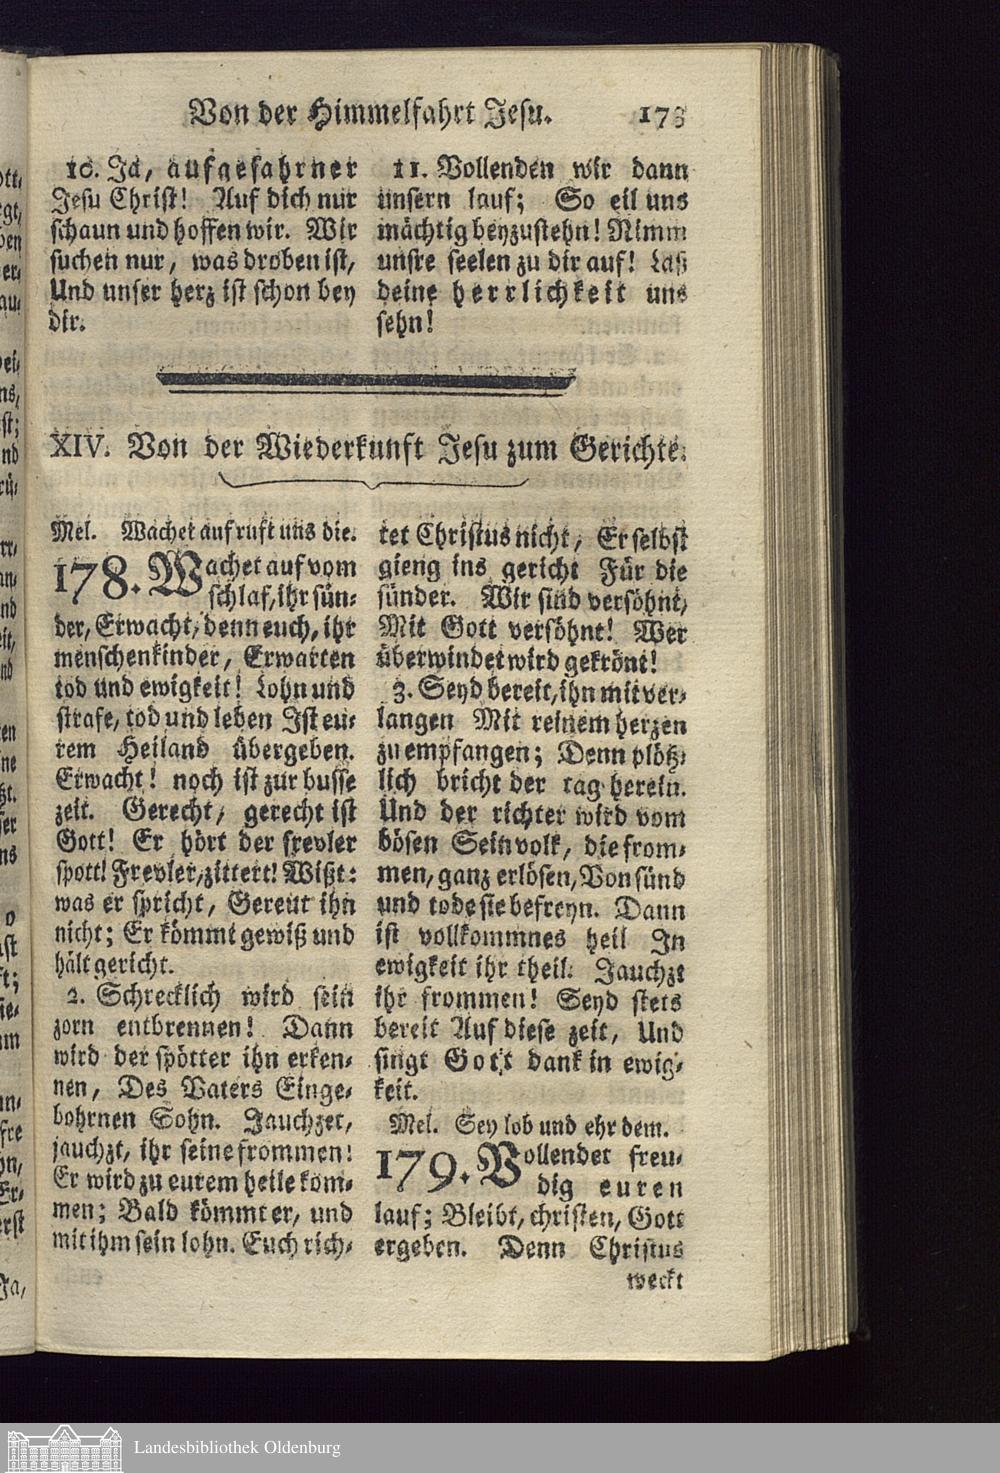 Von der Himmelfahrt Jesu. 173
10. Ja, aufgefahrner
Jesu Christ! Auf dich nur
schaun und hoffen wir. Wir
suchen nur, was droben ist,
Und unser herz ist schon bey
dir.
11. Vollenden wir dann
unsern lauf; So eil uns
mächtig beyzustehn! Nimm
unsre seelen zu dir auf! Laß
deine herrlichkeit uns
sehn!
XIV. Von der Wiederkunft Jesu zum Gerichte.
Mel. Wachet auf ruft uns die.
178. Wachet auf vom
schlaf, ihr sün-
der, Erwacht, denn euch, ihr
menschenkinder, Erwarten
tod und ewigkeit! Lohn und
strafe, tod und leben Ist eu-
rem Heiland übergeben.
Erwacht! noch ist zur busse
zeit. Gerecht, gerecht ist
Gott! Er hört der frevler
spott! Frevler, zittert! Wißt:
was er spricht, Gereut ihn
nicht; Er kömmt gewiß und
hält gericht.
2. Schrecklich wird sein
zorn entbrennen! Dann
wird der spötter ihn erken-
nen, Des Vaters Einge-
bohrnen Sohn. Jauchzet,
jauchzt, ihr seine frommen!
Er wird zu eurem heile kom-
men; Bald kömmt er, und
mit ihm sein lohn. Euch rich-
tet Christus nicht, Er selbst
gieng ins gericht Für die
sünder. Wir sind versöhnt,
Mit Gott versöhnt! Wer
überwindet wird gekrönt!
3. Seyd bereit, ihn mit ver-
langen Mit reinem herzen
zu empfangen; Denn plötz-
lich bricht der tag herein.
Und der richter wird vom
bösen Sein volk, die from-
men, ganz erlösen, Von sünd
und tode sie befreyn. Dann
ist vollkommnes heil In
ewigkeit ihr theil. Jauchzt
ihr frommen! Seyd stets
bereit Auf diese zeit, Und
singt Gott dank in ewig-
keit.
Mel. Sey lob und ehr dem.
179. Vollendet freu-
dig euren
lauf; Bleibt, christen, Gott
ergeben. Denn Christus
weckt
Landesbibliothek Oldenburg